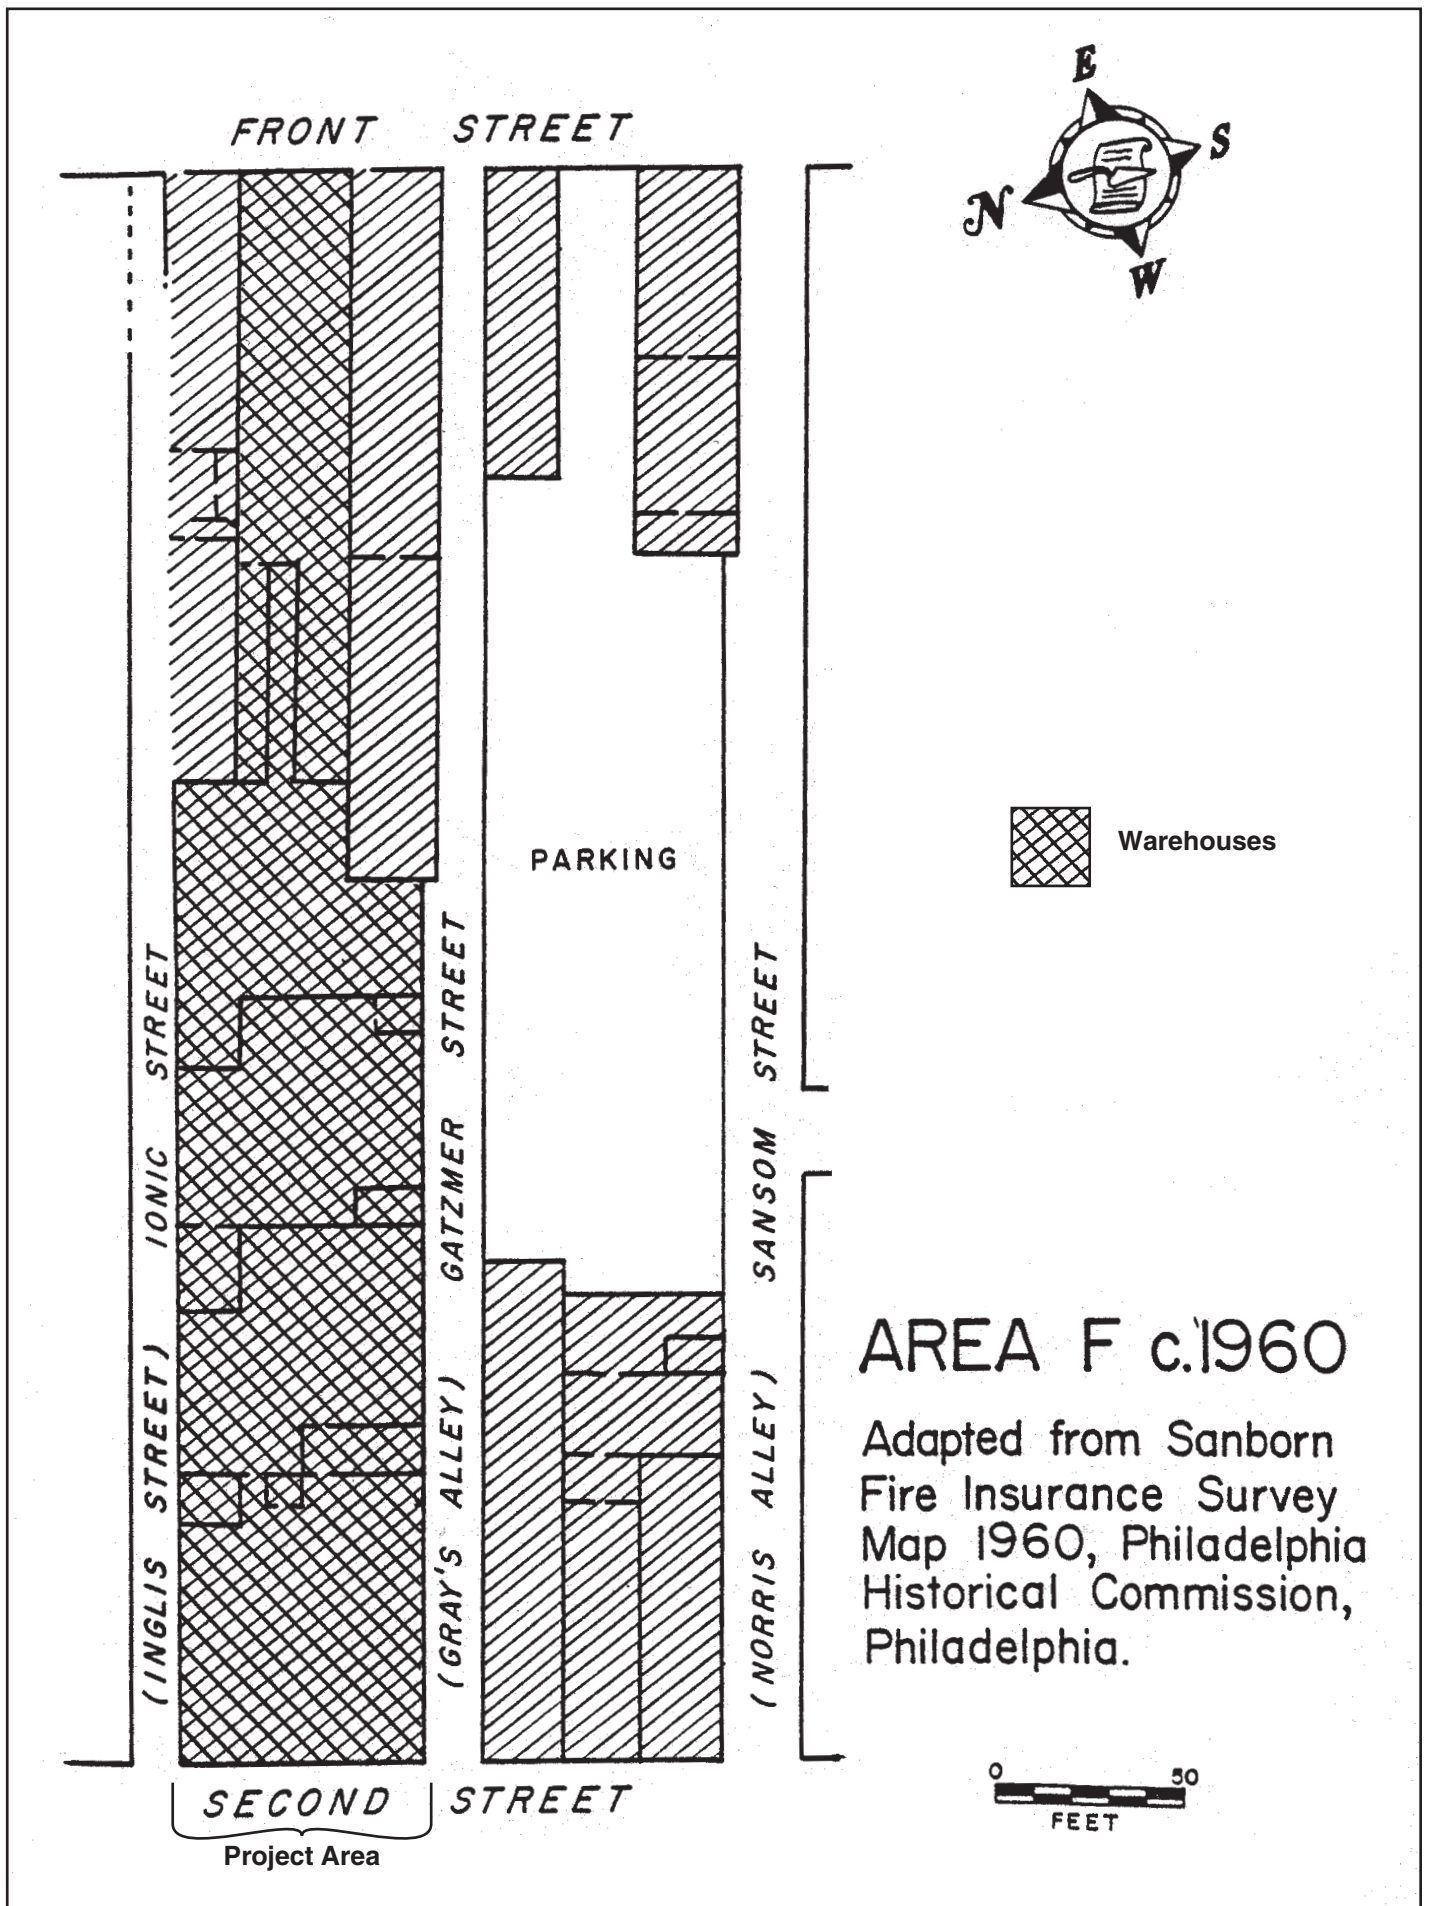 FRONT STREET
E
S
N
W
PARKING
Warehouses
IONIC STREET
(INGLIS STREET)
GATZMER STREET
(GRAY'S ALLEY)
SANSOM STREET
(NORRIS ALLEY)
AREA F c.1960
Adapted from Sanborn
Fire Insurance Survey
Map 1960, Philadelphia
Historical Commission,
Philadelphia.
0 50
FEET
SECOND STREET
Project Area